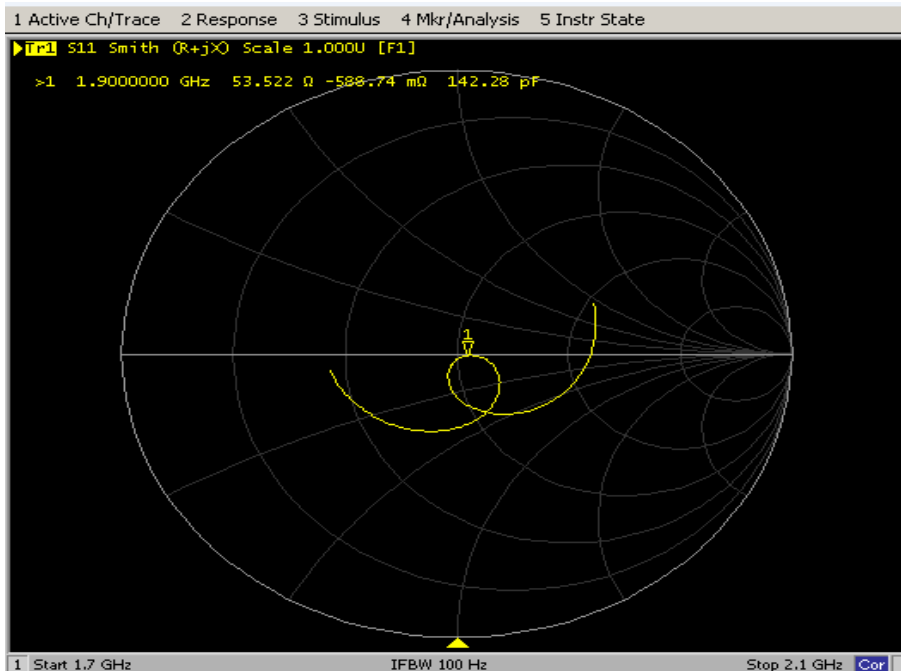 1 Active Ch/Trace 2 Response 3 Stimulus 4 Mkr/Analysis 5 Instr State
Tr1 S11 Smith (R+jX) Scale 1.000U [F1]
>1 1.9000000 GHz 53.522 Ω -588.74 mΩ 142.28 pF
1
1 Start 1.7 GHz IFBW 100 Hz Stop 2.1 GHz Cor